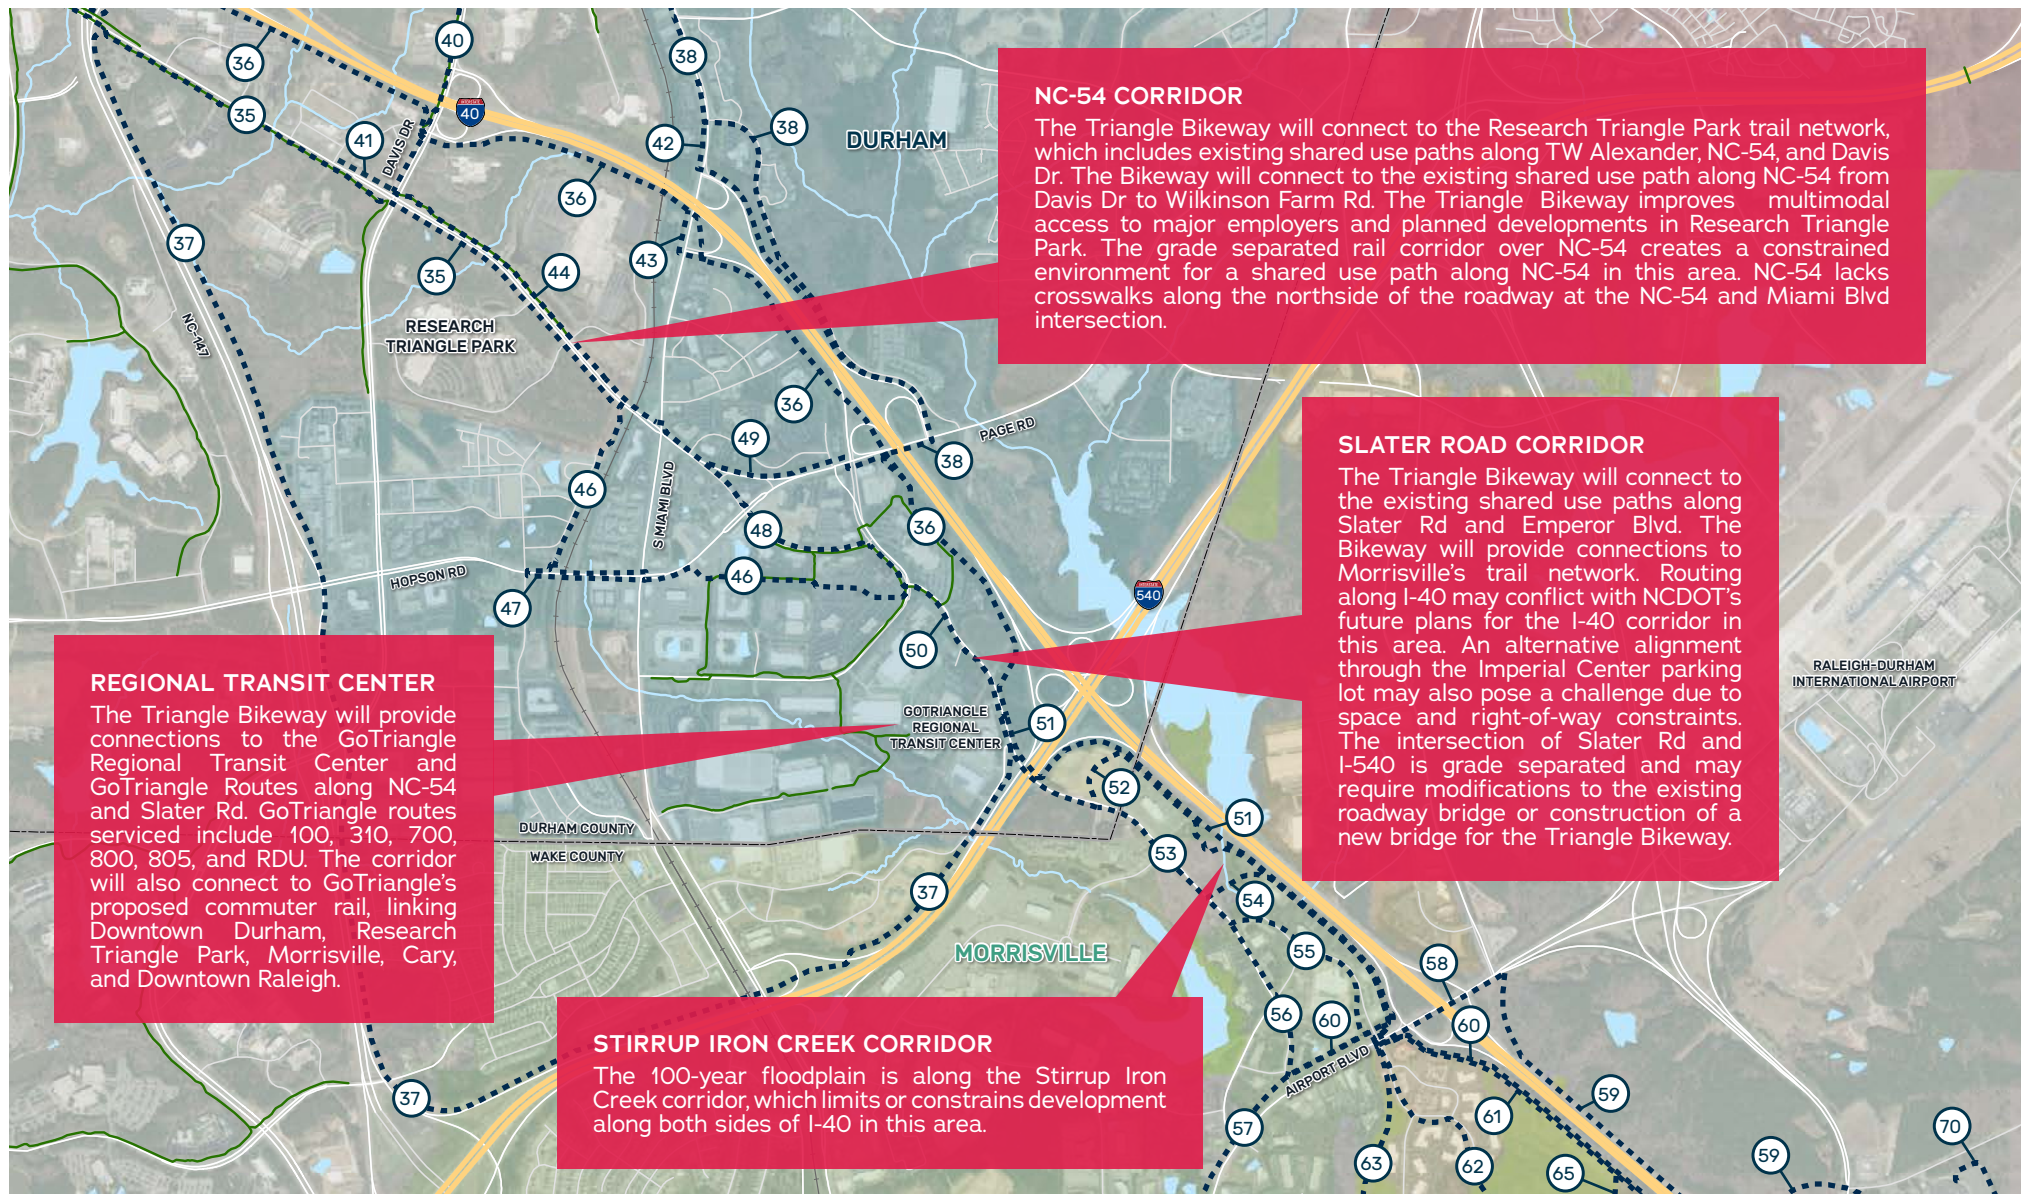 40
36
38
35
40
NC-54 CORRIDOR
The Triangle Bikeway will connect to the Research Triangle Park trail network,
which includes existing shared use paths along TW Alexander, NC-54, and Davis
Dr. The Bikeway will connect to the existing shared use path along NC-54 from
Davis Dr to Wilkinson Farm Rd. The Triangle Bikeway improves multimodal
access to major employers and planned developments in Research Triangle
Park. The grade separated rail corridor over NC-54 creates a constrained
environment for a shared use path along NC-54 in this area. NC-54 lacks
crosswalks along the northside of the roadway at the NC-54 and Miami Blvd
intersection.
38
41
DAVIS DR
42
DURHAM
36
37
43
35
44
NC-147
RESEARCH
TRIANGLE PARK
36
49
PAGE RD
38
46
S MIAMI BLVD
48
36
HOPSON RD
46
47
540
50
SLATER ROAD CORRIDOR
The Triangle Bikeway will connect to
the existing shared use paths along
Slater Rd and Emperor Blvd. The
Bikeway will provide connections to
Morrisville's trail network. Routing
along I-40 may conflict with NCDOT's
future plans for the I-40 corridor in
this area. An alternative alignment
through the Imperial Center parking
lot may also pose a challenge due to
space and right-of-way constraints.
The intersection of Slater Rd and
I-540 is grade separated and may
require modifications to the existing
roadway bridge or construction of a
new bridge for the Triangle Bikeway.
RALEIGH-DURHAM
INTERNATIONAL AIRPORT
REGIONAL TRANSIT CENTER
The Triangle Bikeway will provide
connections to the GoTriangle
Regional Transit Center and
GoTriangle Routes along NC-54
and Slater Rd. GoTriangle routes
serviced include 100, 310, 700,
800, 805, and RDU. The corridor
will also connect to GoTriangle's
proposed commuter rail, linking
Downtown Durham, Research
Triangle Park, Morrisville, Cary,
and Downtown Raleigh.
GOTRIANGLE
REGIONAL
TRANSIT CENTER
51
52
51
DURHAM COUNTY
WAKE COUNTY
53
37
54
MORRISVILLE
55
58
56
60
60
AIRPORT BLVD
STIRRUP IRON CREEK CORRIDOR
The 100-year floodplain is along the Stirrup Iron
Creek corridor, which limits or constrains development
along both sides of I-40 in this area.
37
59
61
57
70
63
62
65
59